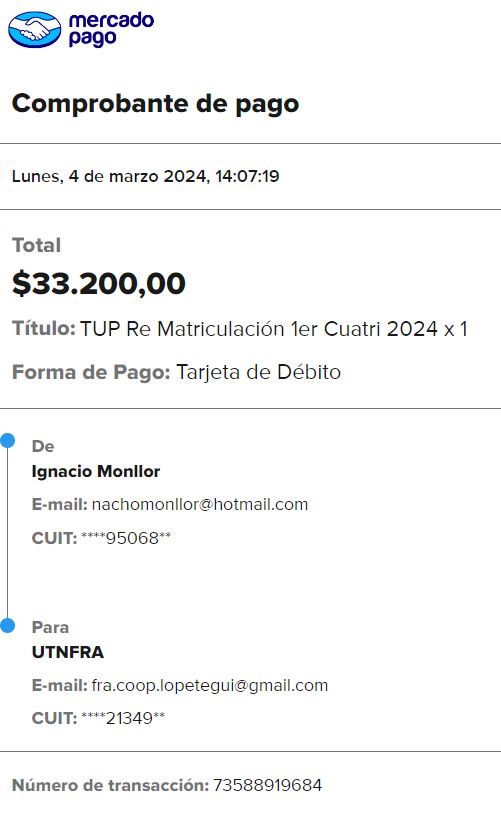 mercado
pago
Comprobante de pago
Lunes, 4 de marzo 2024, 14:07:19
Total
$33.200,00
Título: TUP Re Matriculación 1er Cuatri 2024 x 1
Forma de Pago: Tarjeta de Débito
De
Ignacio Monllor
E-mail: nachomonllor@hotmail.com
CUIT: ****95068**
Para
UTNFRA
E-mail: fra.coop.lopetegui@gmail.com
CUIT: ****21349**
Número de transacción: 73588919684